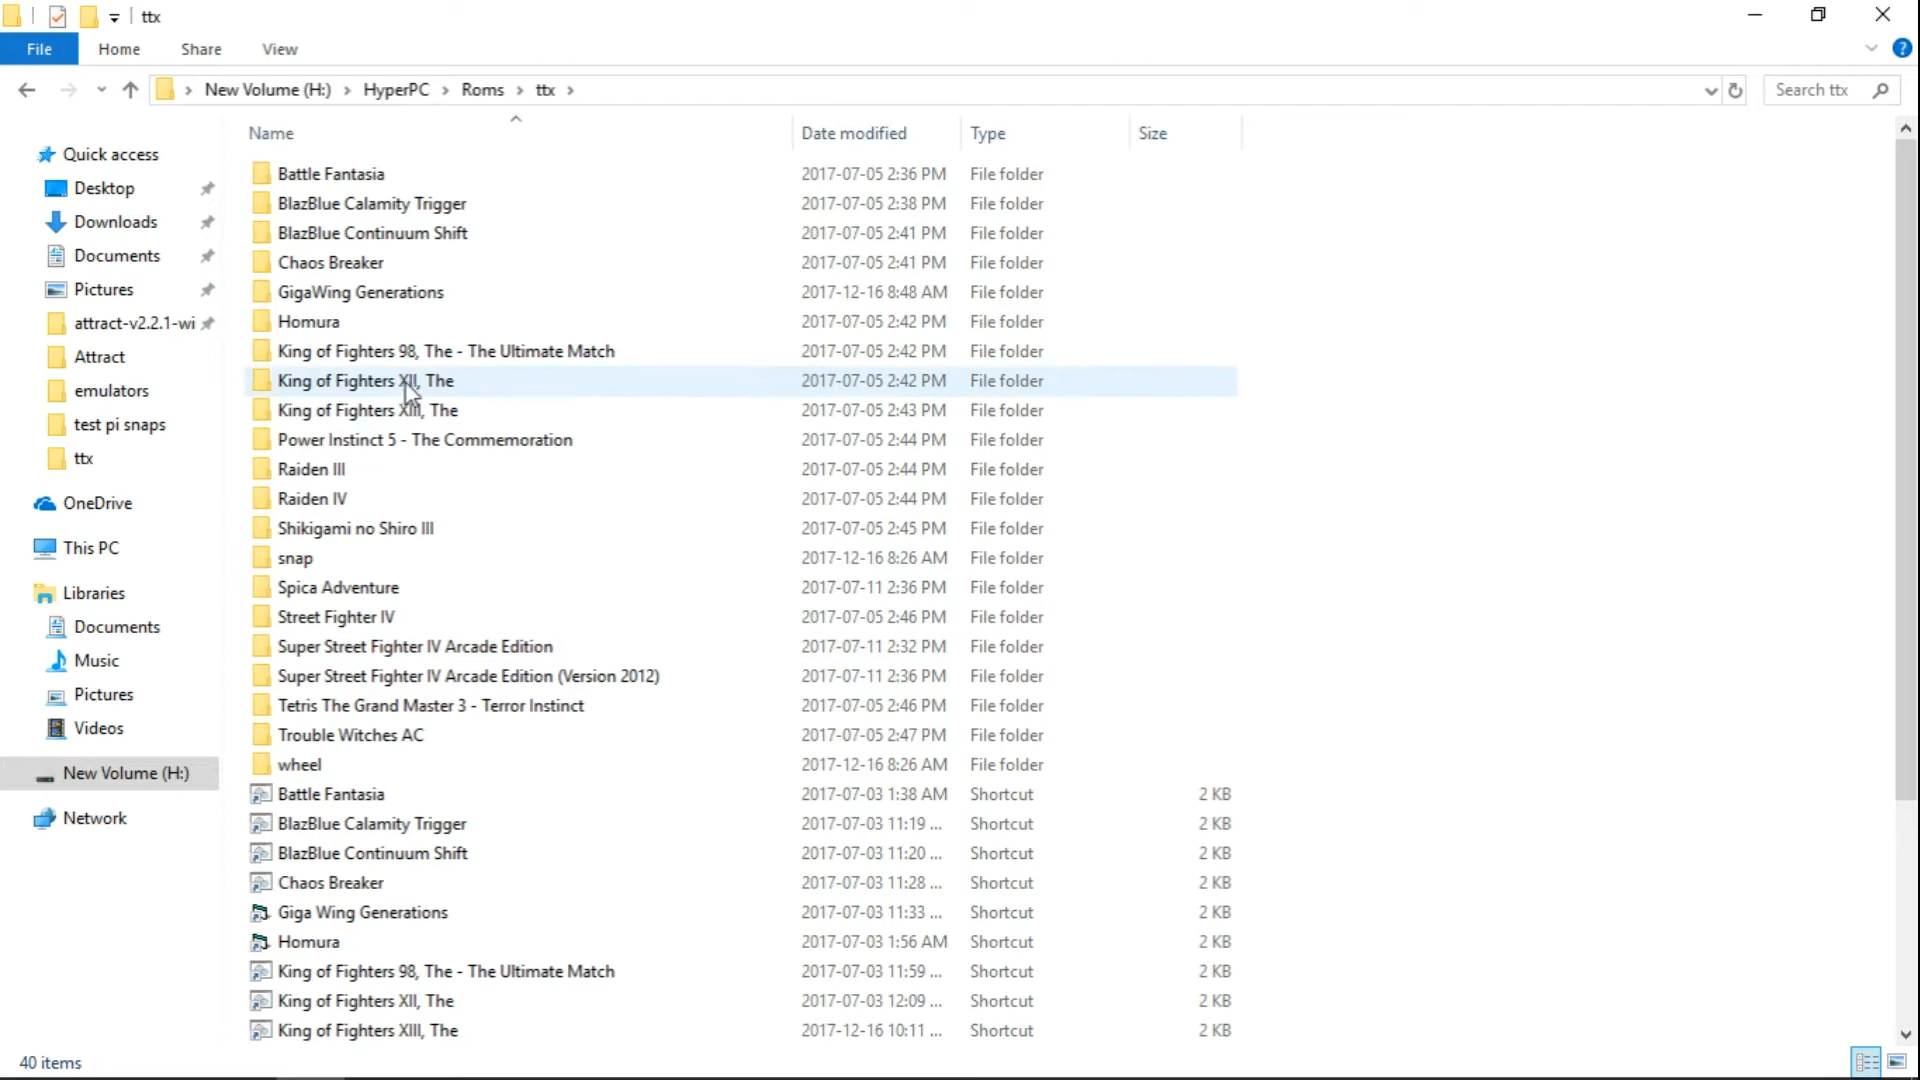 ttx
File Home Share View
New Volume (H:) HyperPC Roms ttx Search ttx
Name Date modified Type Size
Quick access
Desktop
Downloads
Documents
Pictures
attract-v2.2.1-wi
Attract
emulators
test pi snaps
ttx
OneDrive
This PC
Libraries
Documents
Music
Pictures
Videos
New Volume (H:)
Network
Battle Fantasia 2017-07-05 2:36 PM File folder
BlazBlue Calamity Trigger 2017-07-05 2:38 PM File folder
BlazBlue Continuum Shift 2017-07-05 2:41 PM File folder
Chaos Breaker 2017-07-05 2:41 PM File folder
GigaWing Generations 2017-12-16 8:48 AM File folder
Homura 2017-07-05 2:42 PM File folder
King of Fighters 98, The - The Ultimate Match 2017-07-05 2:42 PM File folder
King of Fighters XII, The 2017-07-05 2:42 PM File folder
King of Fighters XIII, The 2017-07-05 2:43 PM File folder
Power Instinct 5 - The Commemoration 2017-07-05 2:44 PM File folder
Raiden III 2017-07-05 2:44 PM File folder
Raiden IV 2017-07-05 2:44 PM File folder
Shikigami no Shiro III 2017-07-05 2:45 PM File folder
snap 2017-12-16 8:26 AM File folder
Spica Adventure 2017-07-11 2:36 PM File folder
Street Fighter IV 2017-07-05 2:46 PM File folder
Super Street Fighter IV Arcade Edition 2017-07-11 2:32 PM File folder
Super Street Fighter IV Arcade Edition (Version 2012) 2017-07-11 2:36 PM File folder
Tetris The Grand Master 3 - Terror Instinct 2017-07-05 2:46 PM File folder
Trouble Witches AC 2017-07-05 2:47 PM File folder
wheel 2017-12-16 8:26 AM File folder
Battle Fantasia 2017-07-03 1:38 AM Shortcut 2 KB
BlazBlue Calamity Trigger 2017-07-03 11:19 ... Shortcut 2 KB
BlazBlue Continuum Shift 2017-07-03 11:20 ... Shortcut 2 KB
Chaos Breaker 2017-07-03 11:28 ... Shortcut 2 KB
Giga Wing Generations 2017-07-03 11:33 ... Shortcut 2 KB
Homura 2017-07-03 1:56 AM Shortcut 2 KB
King of Fighters 98, The - The Ultimate Match 2017-07-03 11:59 ... Shortcut 2 KB
King of Fighters XII, The 2017-07-03 12:09 ... Shortcut 2 KB
King of Fighters XIII, The 2017-12-16 10:11 ... Shortcut 2 KB
40 items